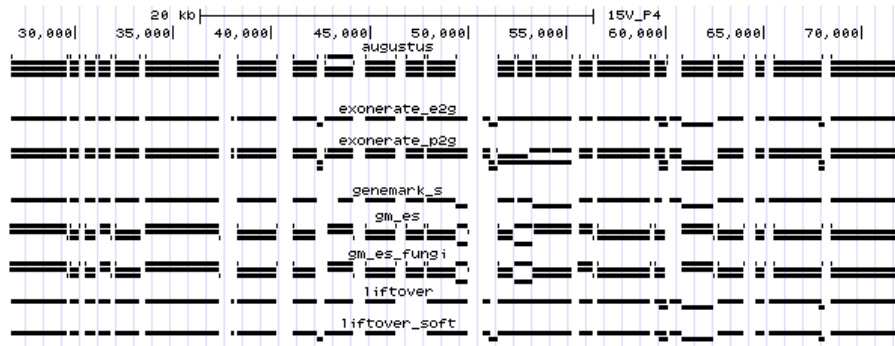 20 kb 15V_P4
30,000 35,000 40,000 45,000 50,000 55,000 60,000 65,000 70,000
augustus
exonerate_e2g
exonerate_p2g
genemark_s
gm_es
gm_es_fungi
liftover
liftover_soft